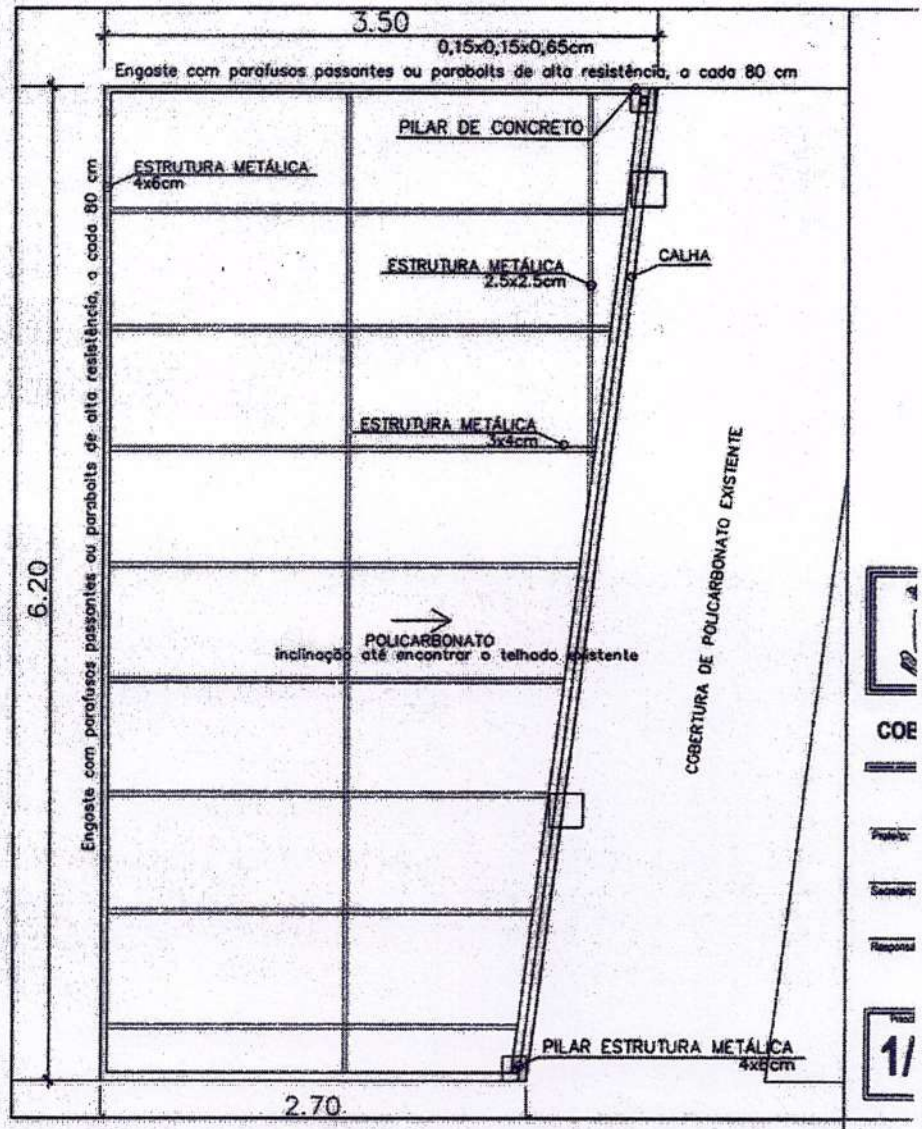 3.50
0,15x0,15x0,65cm
Engaste com parafusos passantes ou parabolts de alta resistência, a cada 80 cm
PILAR DE CONCRETO
ESTRUTURA METÁLICA
4x6cm
ESTRUTURA METÁLICA
2.5x2.5cm
CALHA
ESTRUTURA METÁLICA
3x4cm
Engaste com parafusos passantes ou parabolts de alta resistência, a cada 80 cm
6.20
COBERTURA DE POLICARBONATO EXISTENTE
POLICARBONATO
inclinação até encontrar o telhado existente
COB
Prefeito:
PILAR ESTRUTURA METÁLICA
4x6cm
2.70
1/